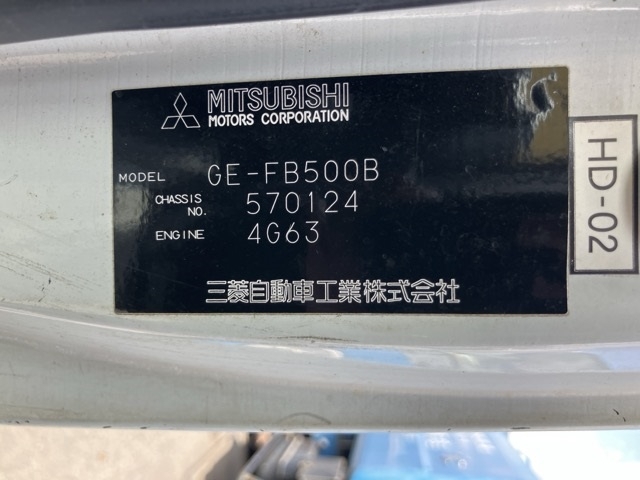 MITSUBISHI
MOTORS CORPORATION
MODEL GE-FB500B
CHASSIS NO. 570124
ENGINE 4G63
三菱自動車工業株式会社
HD-02